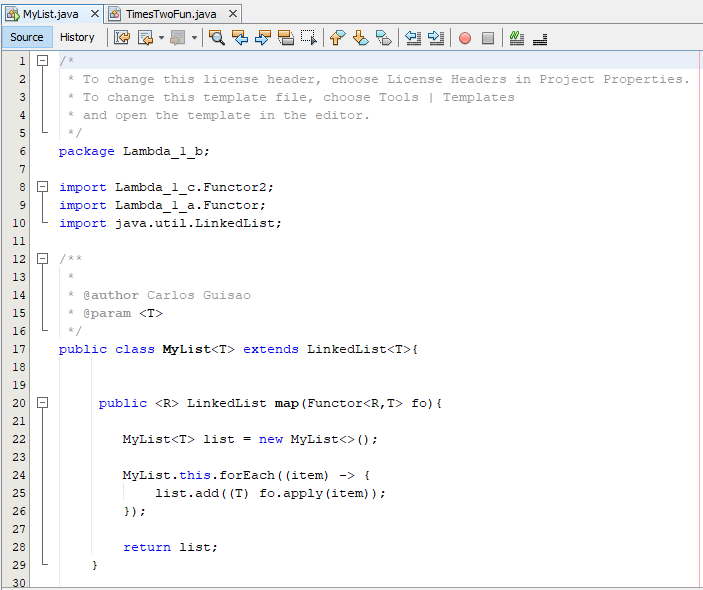 MyList.java × TimesTwoFun.java ×
Source History
1 /*
2 * To change this license header, choose License Headers in Project Properties.
3 * To change this template file, choose Tools | Templates
4 * and open the template in the editor.
5 */
6 package Lambda_1_b;
7
8 import Lambda_1_c.Functor2;
9 import Lambda_1_a.Functor;
10 import java.util.LinkedList;
11
12 /**
13 *
14 * @author Carlos Guisao
15 * @param <T>
16 */
17 public class MyList<T> extends LinkedList<T>{
18
19
20 public <R> LinkedList map(Functor<R,T> fo){
21
22 MyList<T> list = new MyList<>();
23
24 MyList.this.forEach((item) -> {
25 list.add((T) fo.apply(item));
26 });
27
28 return list;
29 }
30